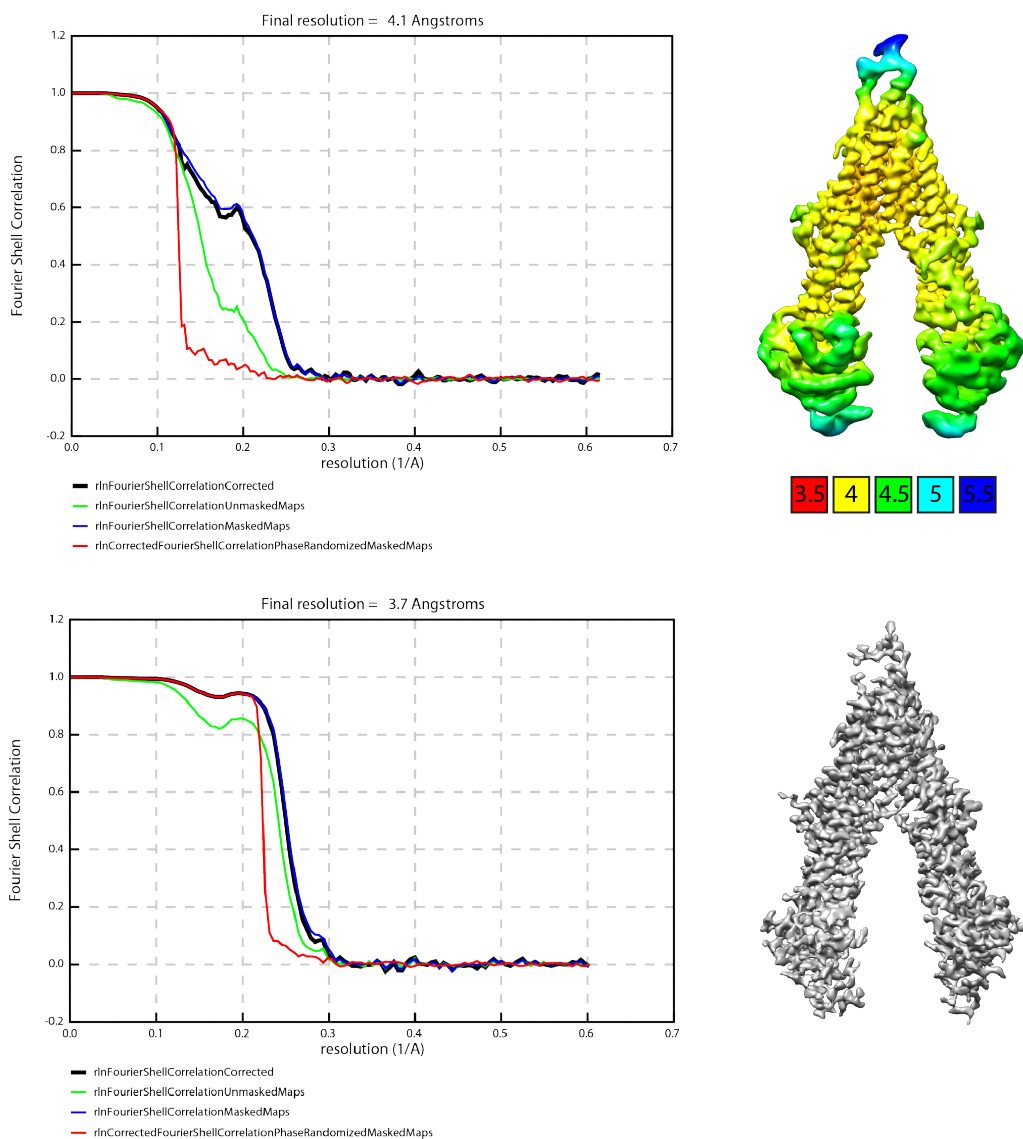 Final resolution = 4.1 Angstroms
1.2
1.0
0.8
0.6
0.4
0.2
0.0
-0.2
Fourier Shell Correlation
0.0 0.1 0.2 0.3 0.4 0.5 0.6 0.7
resolution (1/A)
rlnFourierShellCorrelationCorrected
rlnFourierShellCorrelationUnmaskedMaps
rlnFourierShellCorrelationMaskedMaps
rlnCorrectedFourierShellCorrelationPhaseRandomizedMaskedMaps
3.5 4 4.5 5 5.5
Final resolution = 3.7 Angstroms
1.2
1.0
0.8
0.6
0.4
0.2
0.0
-0.2
Fourier Shell Correlation
0.0 0.1 0.2 0.3 0.4 0.5 0.6 0.7
resolution (1/A)
rlnFourierShellCorrelationCorrected
rlnFourierShellCorrelationUnmaskedMaps
rlnFourierShellCorrelationMaskedMaps
rlnCorrectedFourierShellCorrelationPhaseRandomizedMaskedMaps